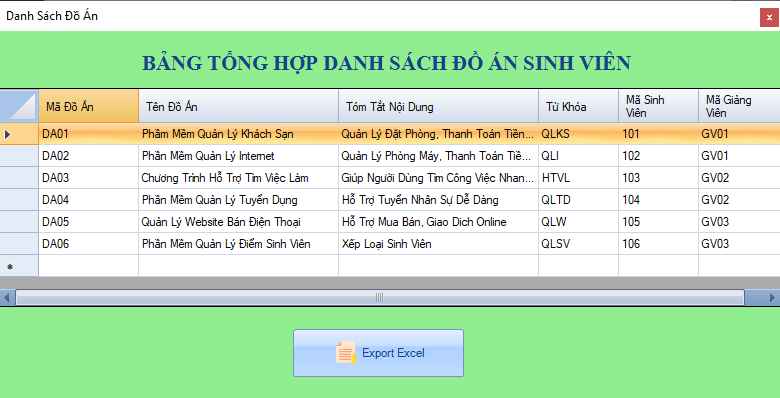 Danh Sách Đồ Án
BẢNG TỔNG HỢP DANH SÁCH ĐỒ ÁN SINH VIÊN
Mã Đồ Án Tên Đồ Án Tóm Tắt Nội Dung Từ Khóa Mã Sinh Viên Mã Giảng Viên
DA01 Phần Mềm Quản Lý Khách Sạn Quản Lý Đặt Phòng, Thanh Toán Tiền... QLKS 101 GV01
DA02 Phần Mềm Quản Lý Internet Quản Lý Phòng Máy, Thanh Toán Tiề... QLI 102 GV01
DA03 Chương Trình Hỗ Trợ Tìm Việc Làm Giúp Người Dùng Tìm Công Việc Nhan... HTVL 103 GV02
DA04 Phần Mềm Quản Lý Tuyển Dụng Hỗ Trợ Tuyển Nhân Sự Dễ Dàng QLTD 104 GV02
DA05 Quản Lý Website Bán Điện Thoại Hỗ Trợ Mua Bán, Giao Dich Online QLW 105 GV03
DA06 Phần Mềm Quản Lý Điểm Sinh Viên Xếp Loại Sinh Viên QLSV 106 GV03
Export Excel